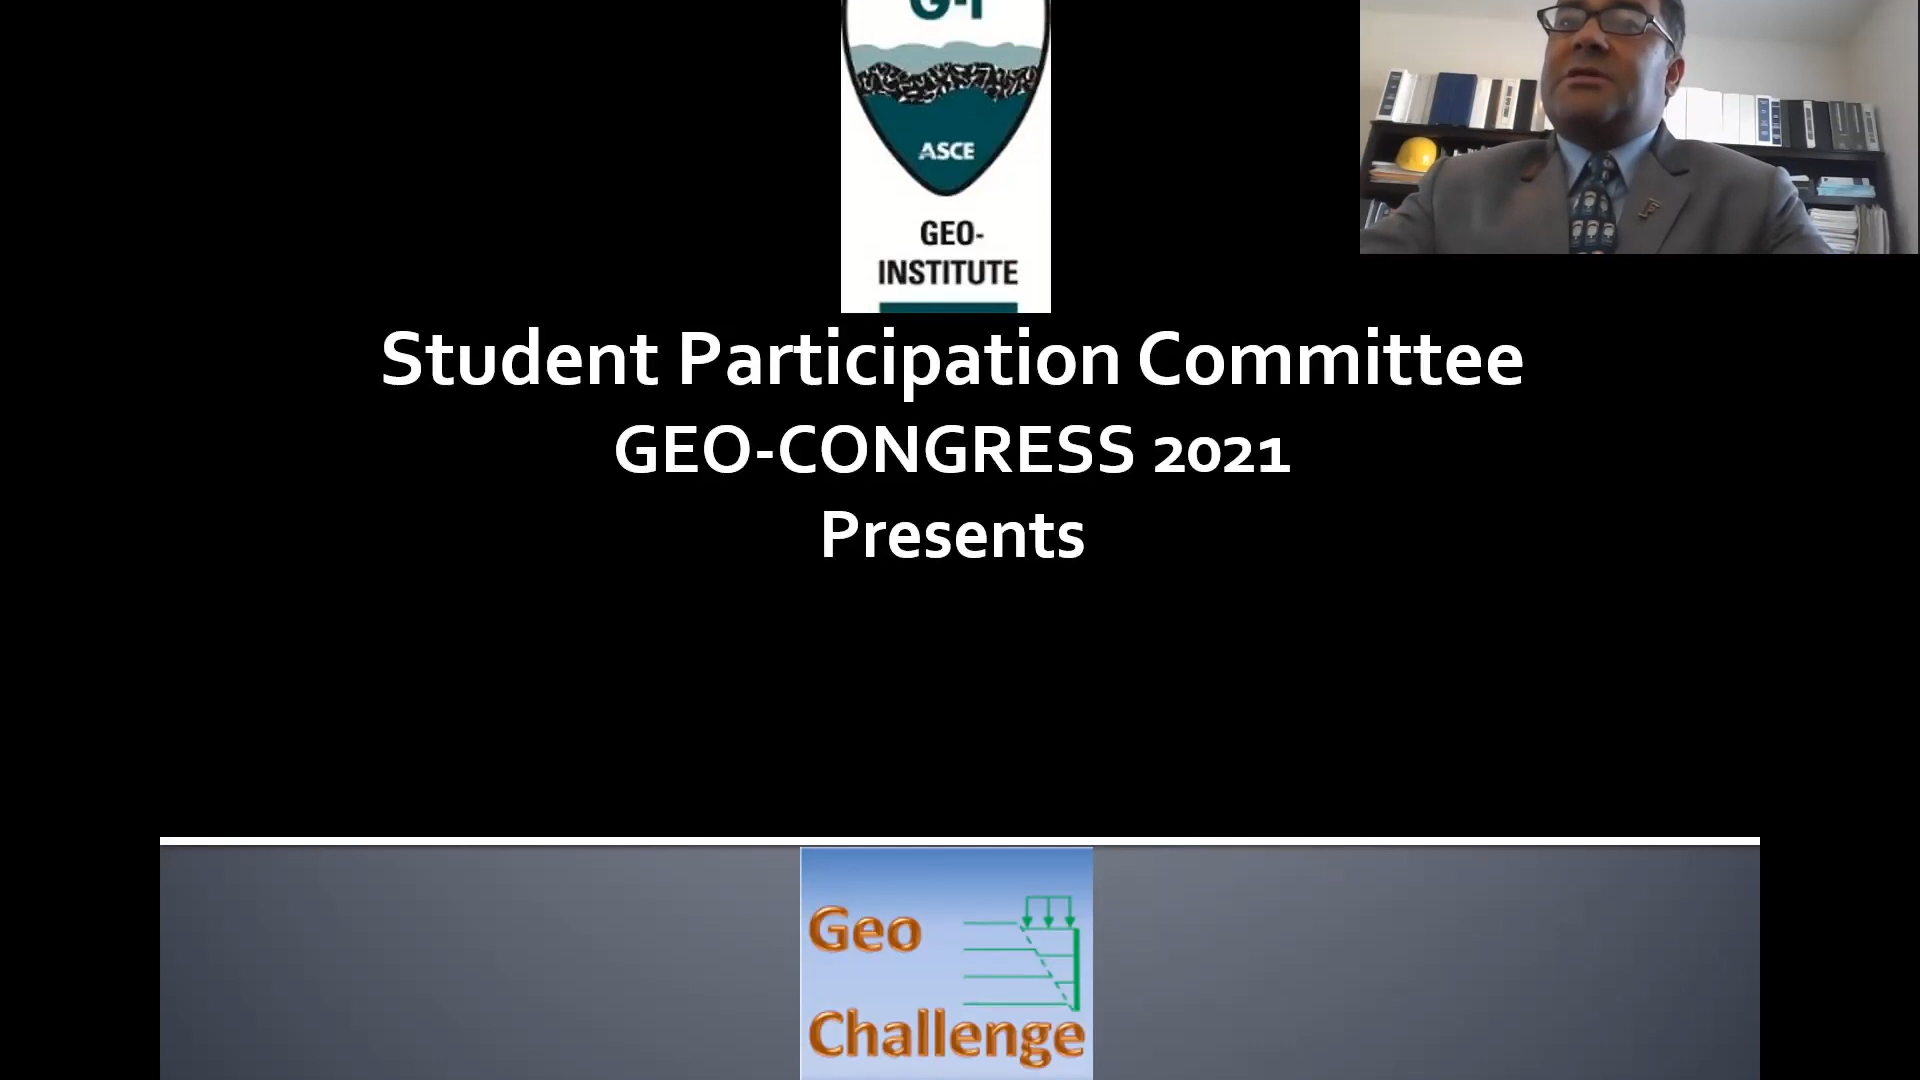 G-I
ASCE
GEO-
INSTITUTE
Student Participation Committee
GEO-CONGRESS 2021
Presents
Geo
Challenge